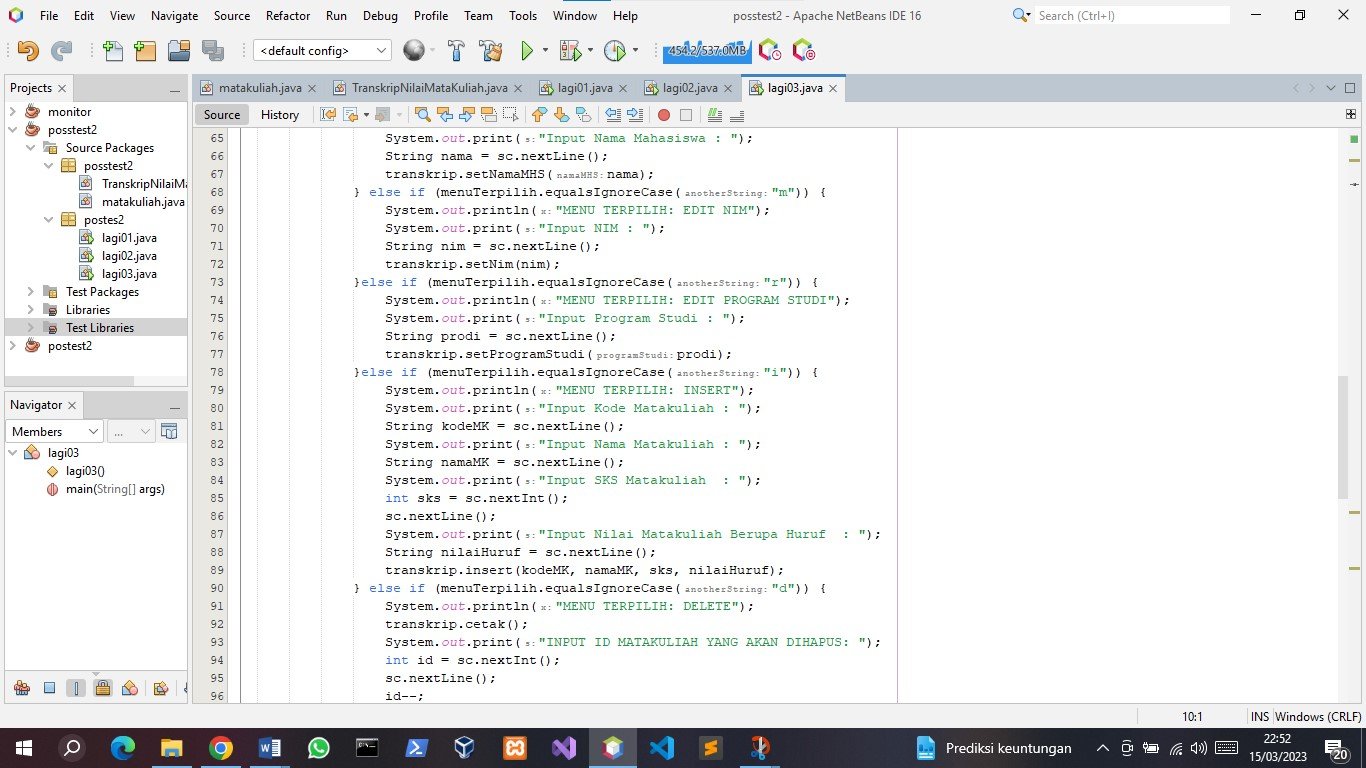 File Edit View Navigate Source Refactor Run Debug Profile Team Tools Window Help
posstest2 - Apache NetBeans IDE 16
Search (Ctrl+I)
<default config>
454.2/537.0MB
Projects
matakuliah.java
TranskripNilaiMataKuliah.java
lagi01.java
lagi02.java
lagi03.java
Source History
monitor
posstest2
Source Packages
posstest2
TranskripNilaiMa
matakuliah.java
postes2
lagi01.java
lagi02.java
lagi03.java
Test Packages
Libraries
Test Libraries
postest2
Navigator
Members
...
lagi03
lagi03()
main(String[] args)
65 System.out.print(s:"Input Nama Mahasiswa : ");
66 String nama = sc.nextLine();
67 transkrip.setNamaMHS(namaMHS:nama);
68 } else if (menuTerpilih.equalsIgnoreCase(anotherString:"m")) {
69 System.out.println(x:"MENU TERPILIH: EDIT NIM");
70 System.out.print(s:"Input NIM : ");
71 String nim = sc.nextLine();
72 transkrip.setNim(nim);
73 }else if (menuTerpilih.equalsIgnoreCase(anotherString:"r")) {
74 System.out.println(x:"MENU TERPILIH: EDIT PROGRAM STUDI");
75 System.out.print(s:"Input Program Studi : ");
76 String prodi = sc.nextLine();
77 transkrip.setProgramStudi(programStudi:prodi);
78 }else if (menuTerpilih.equalsIgnoreCase(anotherString:"i")) {
79 System.out.println(x:"MENU TERPILIH: INSERT");
80 System.out.print(s:"Input Kode Matakuliah : ");
81 String kodeMK = sc.nextLine();
82 System.out.print(s:"Input Nama Matakuliah : ");
83 String namaMK = sc.nextLine();
84 System.out.print(s:"Input SKS Matakuliah  : ");
85 int sks = sc.nextInt();
86 sc.nextLine();
87 System.out.print(s:"Input Nilai Matakuliah Berupa Huruf  : ");
88 String nilaiHuruf = sc.nextLine();
89 transkrip.insert(kodeMK, namaMK, sks, nilaiHuruf);
90 } else if (menuTerpilih.equalsIgnoreCase(anotherString:"d")) {
91 System.out.println(x:"MENU TERPILIH: DELETE");
92 transkrip.cetak();
93 System.out.print(s:"INPUT ID MATAKULIAH YANG AKAN DIHAPUS: ");
94 int id = sc.nextInt();
95 sc.nextLine();
96 id--;
10:1 INS Windows (CRLF)
Prediksi keuntungan
22:52
15/03/2023
20